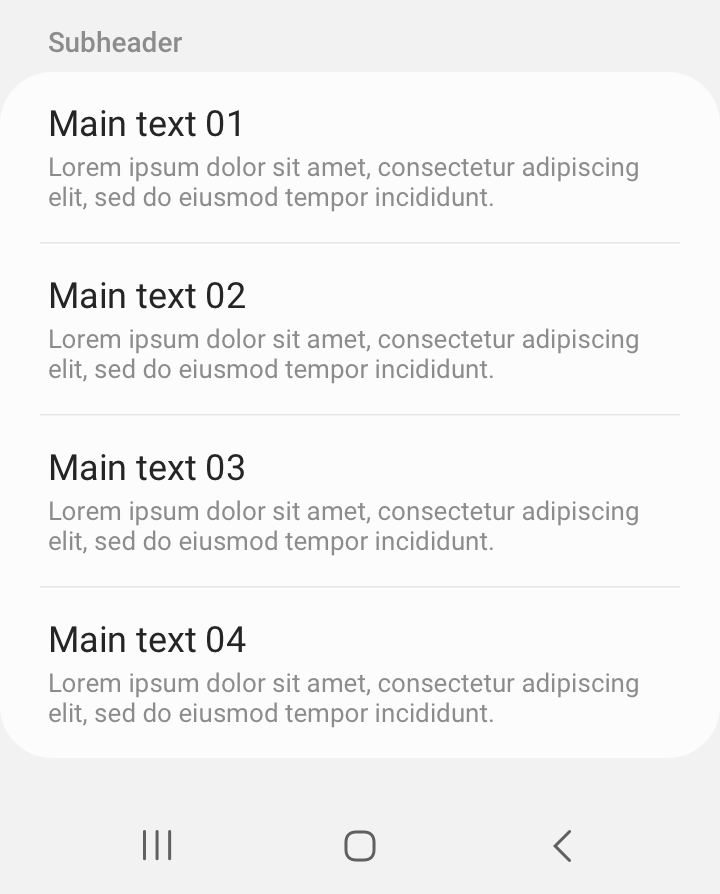 Subheader
Main text 01
Lorem ipsum dolor sit amet, consectetur adipiscing
elit, sed do eiusmod tempor incididunt.
Main text 02
Lorem ipsum dolor sit amet, consectetur adipiscing
elit, sed do eiusmod tempor incididunt.
Main text 03
Lorem ipsum dolor sit amet, consectetur adipiscing
elit, sed do eiusmod tempor incididunt.
Main text 04
Lorem ipsum dolor sit amet, consectetur adipiscing
elit, sed do eiusmod tempor incididunt.